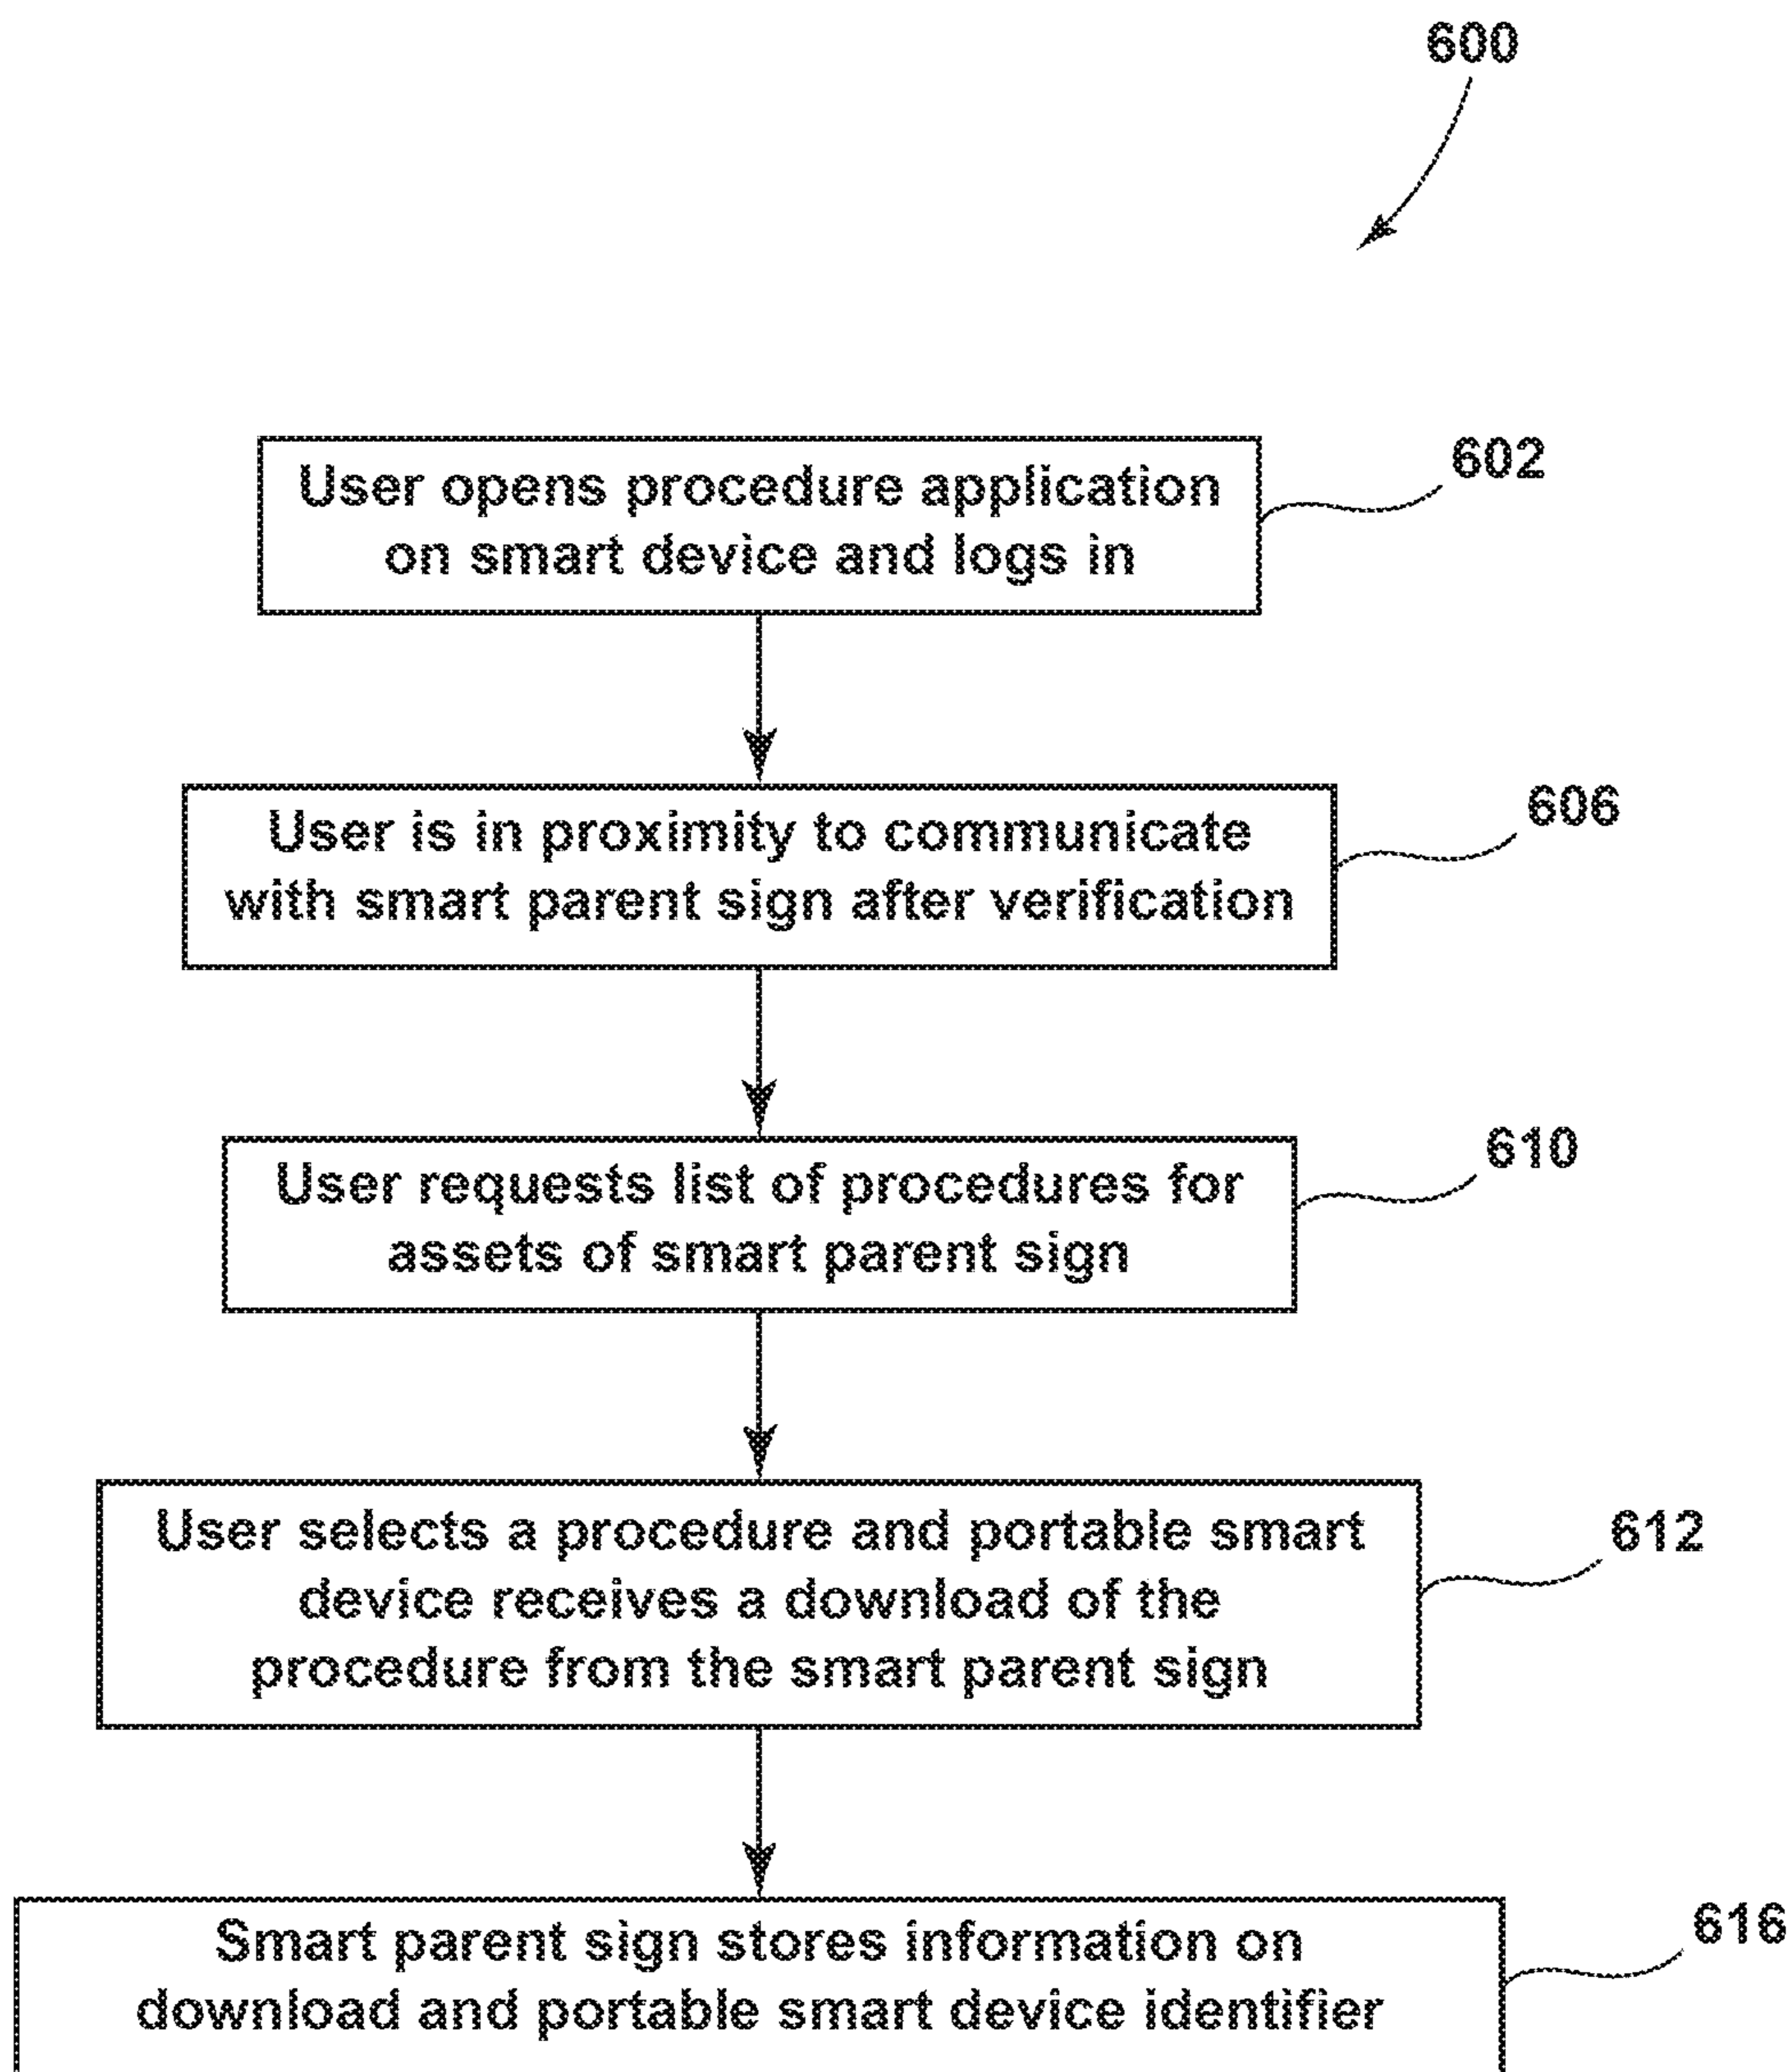 600
User opens procedure application
on smart device and logs in
602
User is in proximity to communicate
with smart parent sign after verification
606
User requests list of procedures for
assets of smart parent sign
610
User selects a procedure and portable smart
device receives a download of the
procedure from the smart parent sign
612
Smart parent sign stores information on
download and portable smart device identifier
616